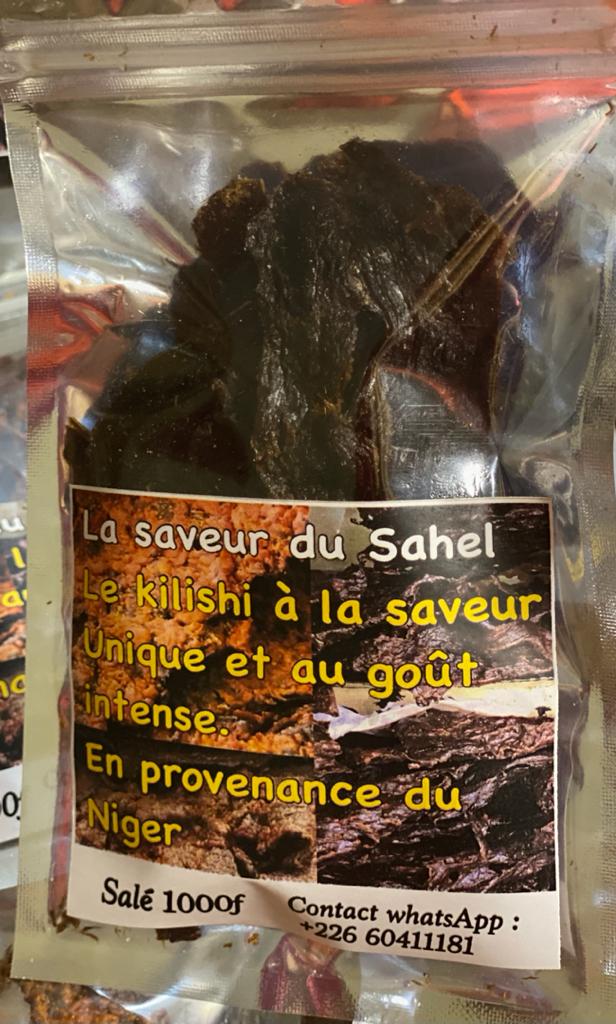 La saveur du Sahel
Le kilishi à la saveur
Unique et au goût
intense.
En provenance du
Niger
Salé 1000f
Contact whatsApp :
+226 60411181